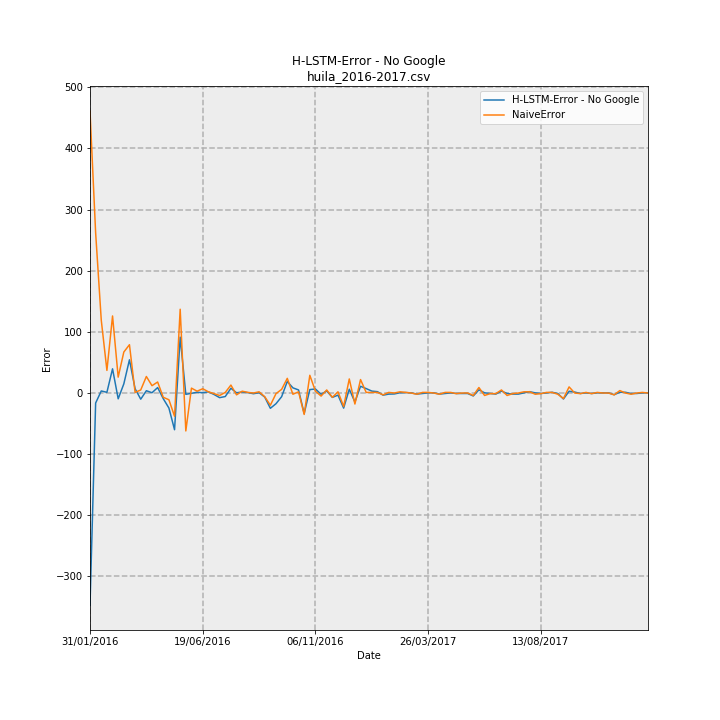 H-LSTM-Error - No Google
huila_2016-2017.csv
H-LSTM-Error - No Google
NaiveError
500
400
300
200
100
0
−100
−200
−300
Error
31/01/2016
19/06/2016
06/11/2016
26/03/2017
13/08/2017
Date